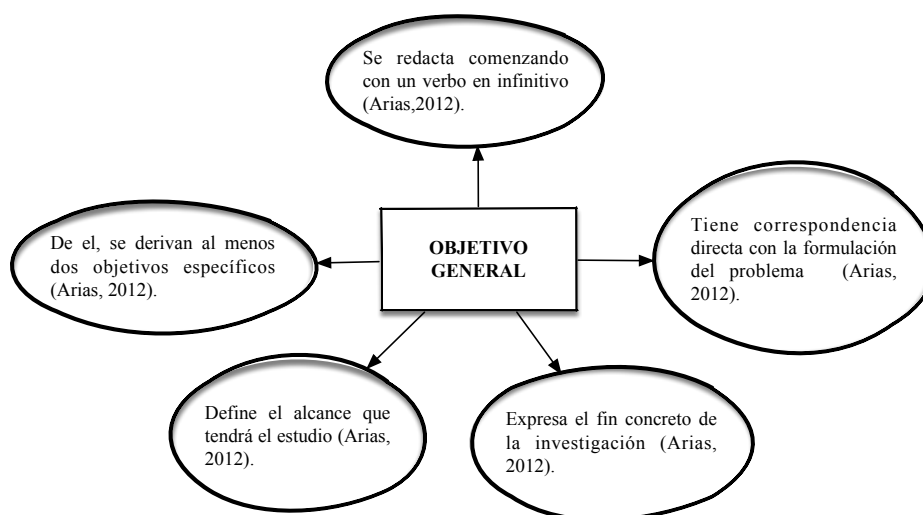 Se redacta comenzando
con un verbo en infinitivo
(Arias,2012).
De el, se derivan al menos
dos objetivos específicos
(Arias, 2012).
OBJETIVO
GENERAL
Tiene correspondencia
directa con la formulación
del problema (Arias,
2012).
Define el alcance que
tendrá el estudio (Arias,
2012).
Expresa el fin concreto de
la investigación (Arias,
2012).